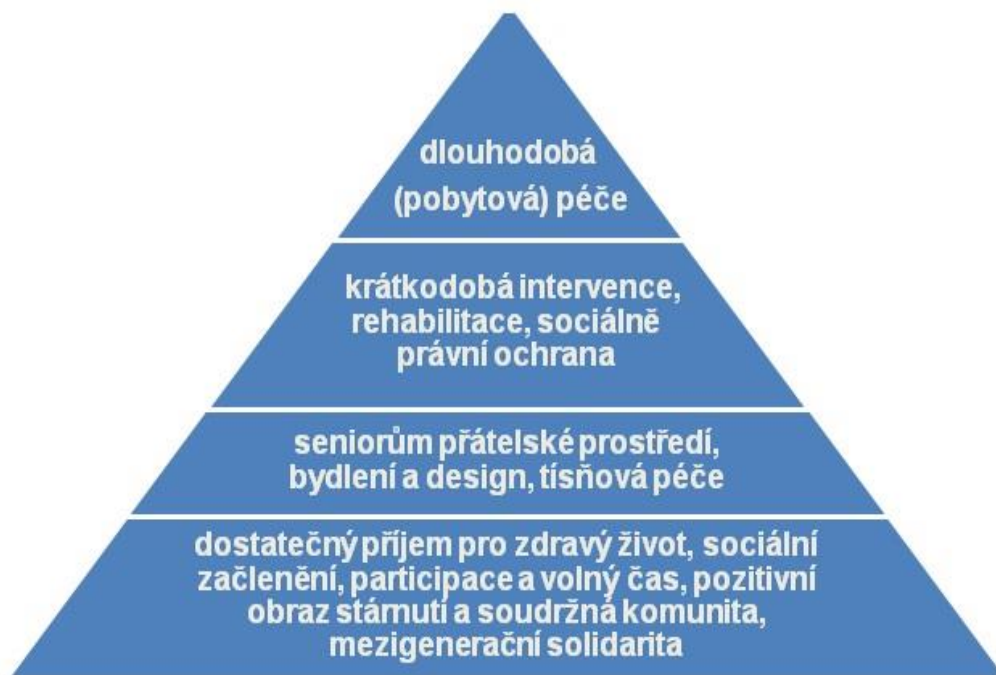 dlouhodobá
(pobytová) péče
krátkodobá intervence,
rehabilitace, sociálně
právní ochrana
seniorům přátelské prostředí,
bydlení a design, tísňová péče
dostatečný příjem pro zdravý život, sociální
začlenění, participace a volný čas, pozitivní
obraz stárnutí a soudržná komunita,
mezigenerační solidarita